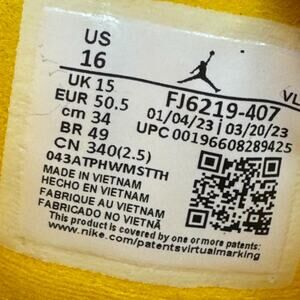 US
16
VL
UK 15
FJ6219-407
EUR 50.5
01/04/23 | 03/20/23
cm 34
UPC 00196608289425
BR 49
CN 340(2.5)
043ATPHWMSTTH
MADE IN VIETNAM
HECHO EN VIETNAM
FABRIQUE AU VIETNAM
FABRICADO NO VIETNÃ
This product is covered by one or more patents:
www.nike.com/patentsvirtualmarking